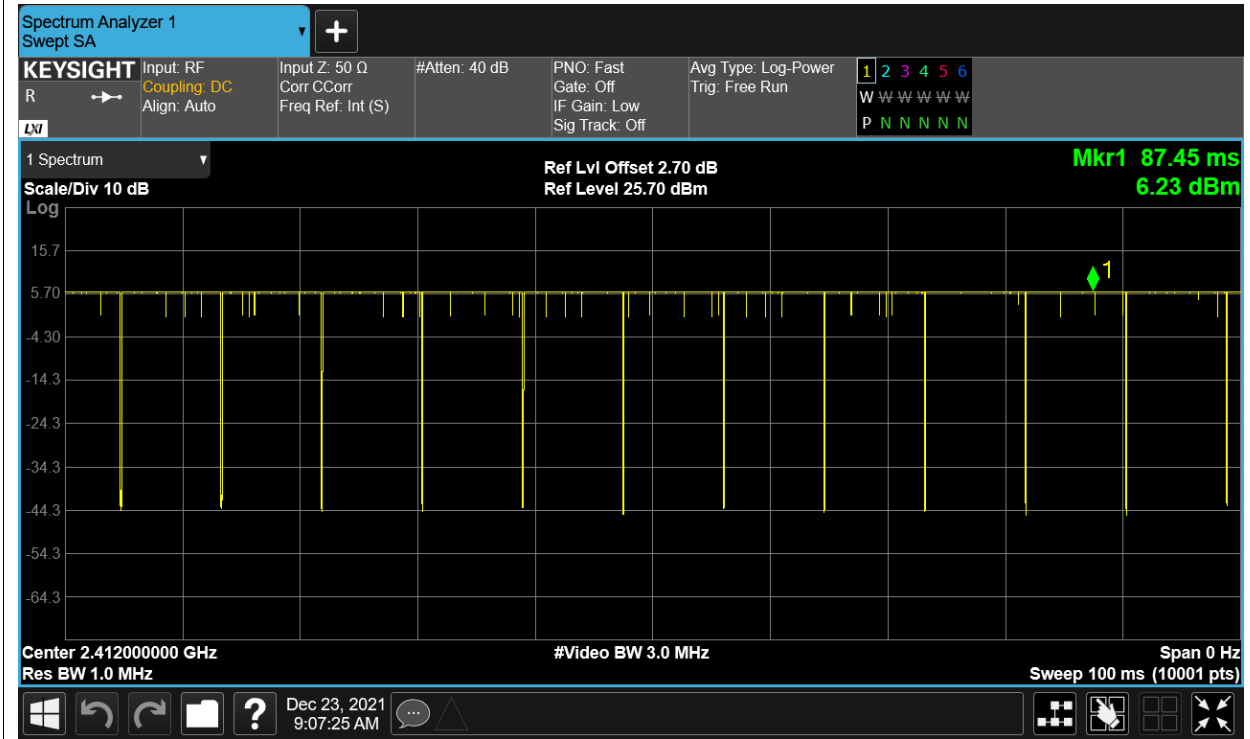 Spectrum Analyzer 1
Swept SA
+
KEYSIGHT
R
LXI
Input: RF
Coupling: DC
Align: Auto
Input Z: 50 Ω
Corr CCorr
Freq Ref: Int (S)
#Atten: 40 dB
PNO: Fast
Gate: Off
IF Gain: Low
Sig Track: Off
Avg Type: Log-Power
Trig: Free Run
1 2 3 4 5 6
W W W W W W
P N N N N N
1 Spectrum
Scale/Div 10 dB
Log
Ref Lvl Offset 2.70 dB
Ref Level 25.70 dBm
Mkr1 87.45 ms
6.23 dBm
15.7
1
5.70
-4.30
-14.3
-24.3
-34.3
-44.3
-54.3
-64.3
Center 2.412000000 GHz
Res BW 1.0 MHz
#Video BW 3.0 MHz
Span 0 Hz
Sweep 100 ms (10001 pts)
?
Dec 23, 2021
9:07:25 AM